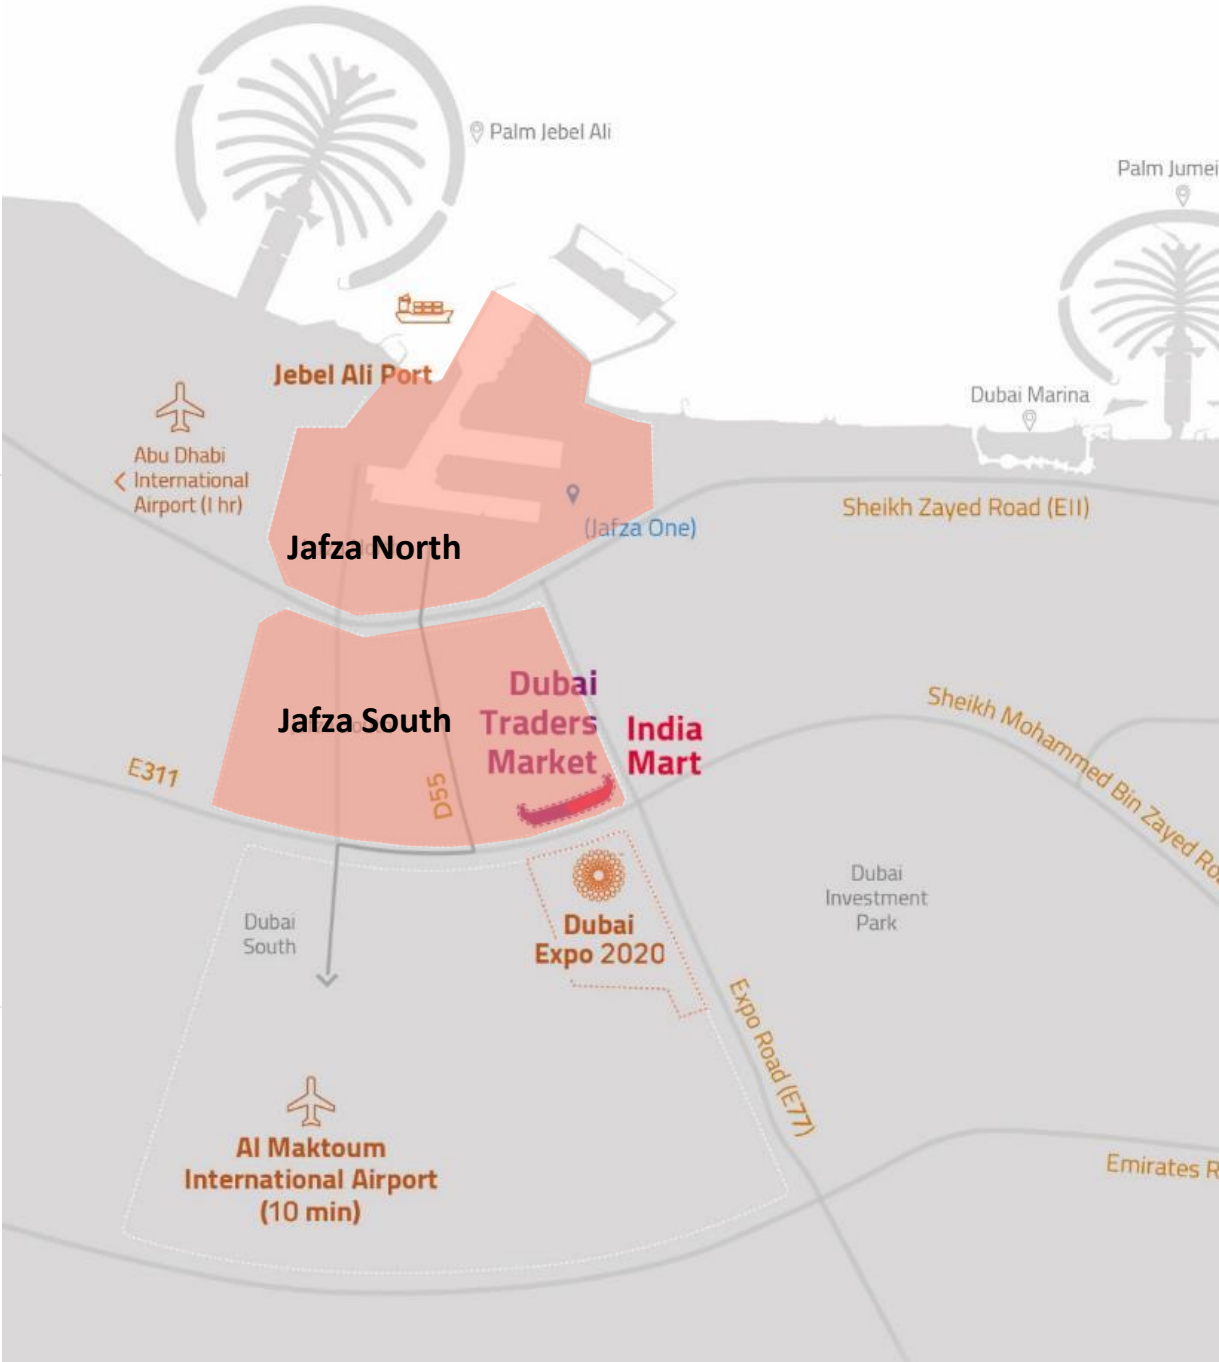 Palm Jebel Ali
Palm Jumei
Jebel Ali Port
Dubai Marina
Abu Dhabi
< International
Airport (1 hr)
Sheikh Zayed Road (E11)
(Jafza One)
Jafza North
Dubai
Traders
Market
India
Mart
Jafza South
Sheikh Mohammed Bin Zayed Ro
E311
D55
Dubai
Investment
Park
Dubai
South
Dubai
Expo 2020
Expo Road (E77)
Al Maktoum
International Airport
(10 min)
Emirates R